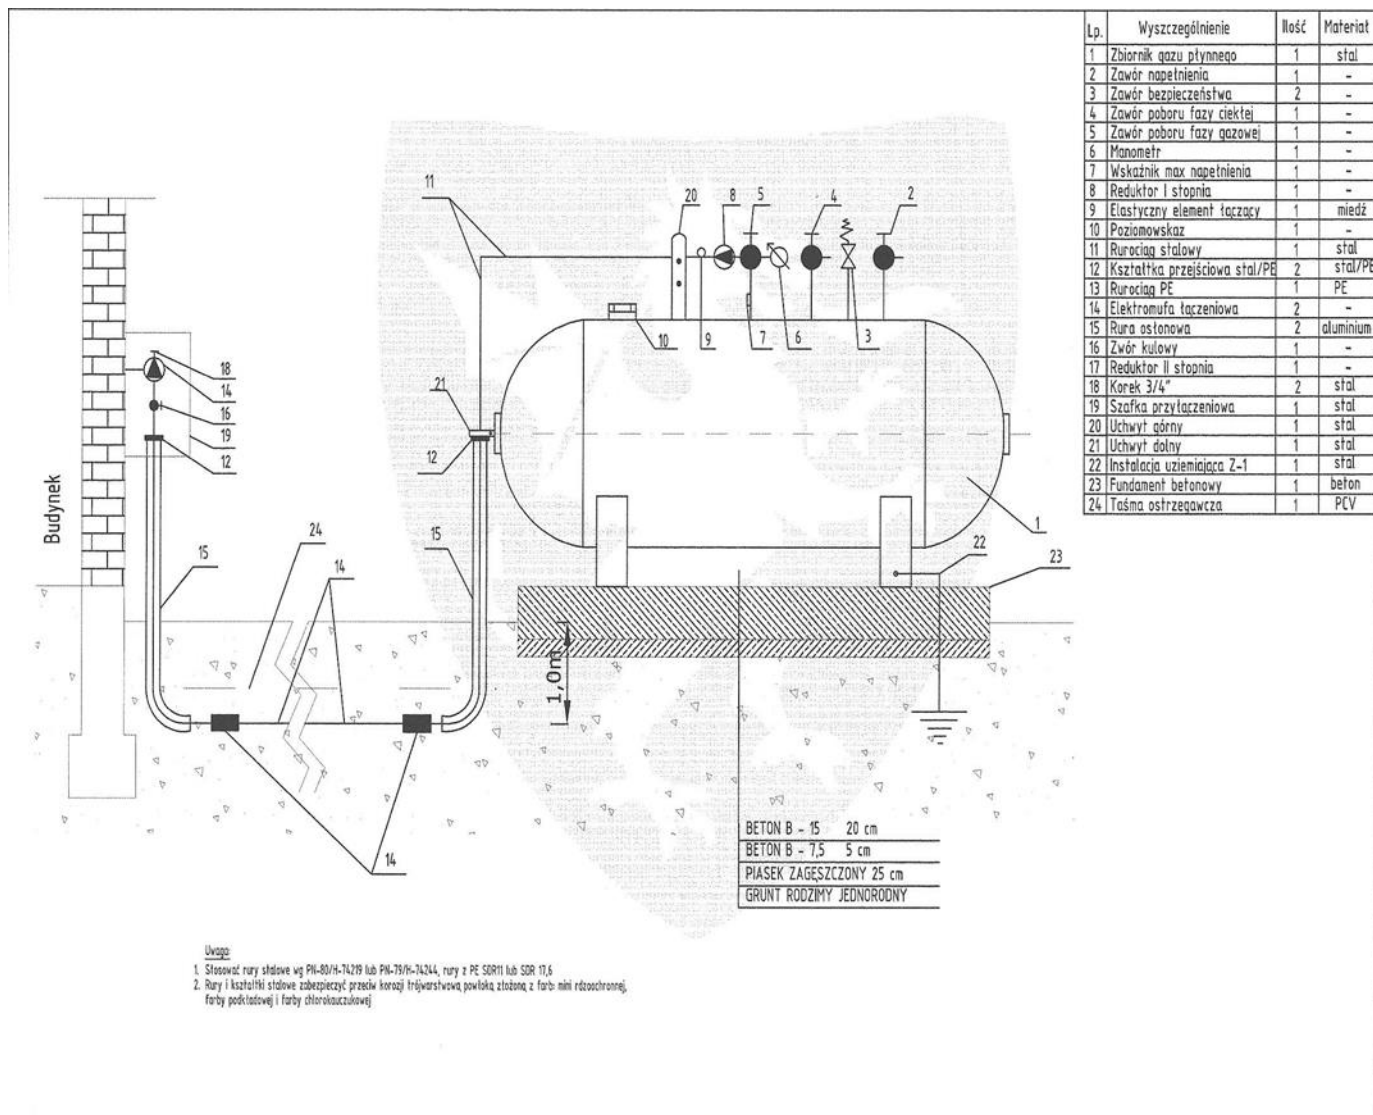 Lp. Wyszczególnienie Ilość Materiał
1 Zbiornik gazu płynnego 1 stal
2 Zawór napełnienia 1 -
3 Zawór bezpieczeństwa 2 -
4 Zawór poboru fazy ciekłej 1 -
5 Zawór poboru fazy gazowej 1 -
6 Manometr 1 -
7 Wskaźnik max napełnienia 1 -
8 Reduktor I stopnia 1 -
9 Elastyczny element łączący 1 miedź
10 Poziomowskaz 1 -
11 Rurociąg stalowy 1 stal
12 Kształtka przejściowa stal/PE 2 stal/PE
13 Rurociąg PE 1 PE
14 Elektromufa łączeniowa 2 -
15 Rura osłonowa 2 aluminium
16 Zwór kulowy 1 -
17 Reduktor II stopnia 1 -
18 Korek 3/4" 2 stal
19 Szafka przyłączeniowa 1 stal
20 Uchwyt górny 1 stal
21 Uchwyt dolny 1 stal
22 Instalacja uziemiająca Z-1 1 stal
23 Fundament betonowy 1 beton
24 Taśma ostrzegawcza 1 PCV
11
20
8
5
4
2
10
9
7
6
3
18
14
16
19
12
21
12
Budynek
15
24
14
15
1
22
23
1,0m
14
BETON B - 15 20 cm
BETON B - 7,5 5 cm
PIASEK ZAGĘSZCZONY 25 cm
GRUNT RODZIMY JEDNORODNY
Uwaga:
1. Stosować rury stalowe wg PN-80/H-74219 lub PN-79/H-74244, rury z PE SDR11 lub SDR 17,6
2. Rury i kształtki stalowe zabezpieczyć przeciw korozji trójwarstwową powłoką złożoną z farb: mini rdzoochronnej,
farby podkładowej i farby chlorokauczukowej